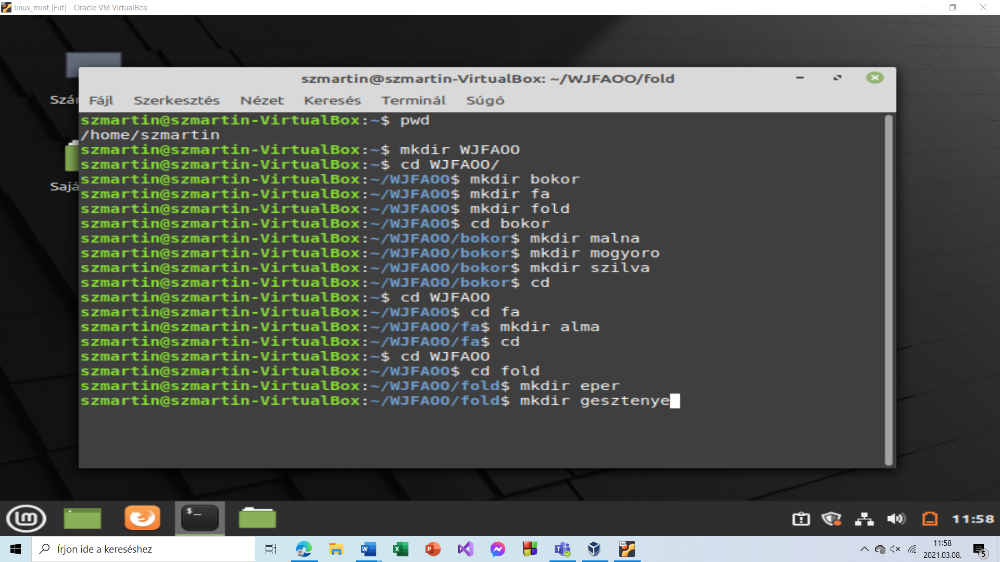 linux_mint [Fut] - Oracle VM VirtualBox
szmartin@szmartin-VirtualBox: ~/WJFAOO/fold
Fájl Szerkesztés Nézet Keresés Terminál Súgó
szmartin@szmartin-VirtualBox:~$ pwd
/home/szmartin
szmartin@szmartin-VirtualBox:~$ mkdir WJFAOO
szmartin@szmartin-VirtualBox:~$ cd WJFAOO/
szmartin@szmartin-VirtualBox:~/WJFAOO$ mkdir bokor
szmartin@szmartin-VirtualBox:~/WJFAOO$ mkdir fa
szmartin@szmartin-VirtualBox:~/WJFAOO$ mkdir fold
szmartin@szmartin-VirtualBox:~/WJFAOO$ cd bokor
szmartin@szmartin-VirtualBox:~/WJFAOO/bokor$ mkdir malna
szmartin@szmartin-VirtualBox:~/WJFAOO/bokor$ mkdir mogyoro
szmartin@szmartin-VirtualBox:~/WJFAOO/bokor$ mkdir szilva
szmartin@szmartin-VirtualBox:~/WJFAOO/bokor$ cd
szmartin@szmartin-VirtualBox:~$ cd WJFAOO
szmartin@szmartin-VirtualBox:~/WJFAOO$ cd fa
szmartin@szmartin-VirtualBox:~/WJFAOO/fa$ mkdir alma
szmartin@szmartin-VirtualBox:~/WJFAOO/fa$ cd
szmartin@szmartin-VirtualBox:~$ cd WJFAOO
szmartin@szmartin-VirtualBox:~/WJFAOO$ cd fold
szmartin@szmartin-VirtualBox:~/WJFAOO/fold$ mkdir eper
szmartin@szmartin-VirtualBox:~/WJFAOO/fold$ mkdir gesztenye
11:58
Írjon ide a kereséshez
11:58
2021.03.08.
5